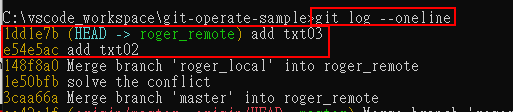 C:\vscode_workspace\git-operate-sample>git log --oneline
1dd1e7b (HEAD -> roger_remote) add txt03
e54e5ac add txt02
148f8a0 Merge branch 'roger_local' into roger_remote
1e50bfb solve the conflict
3caa66a Merge branch 'master' into roger_remote